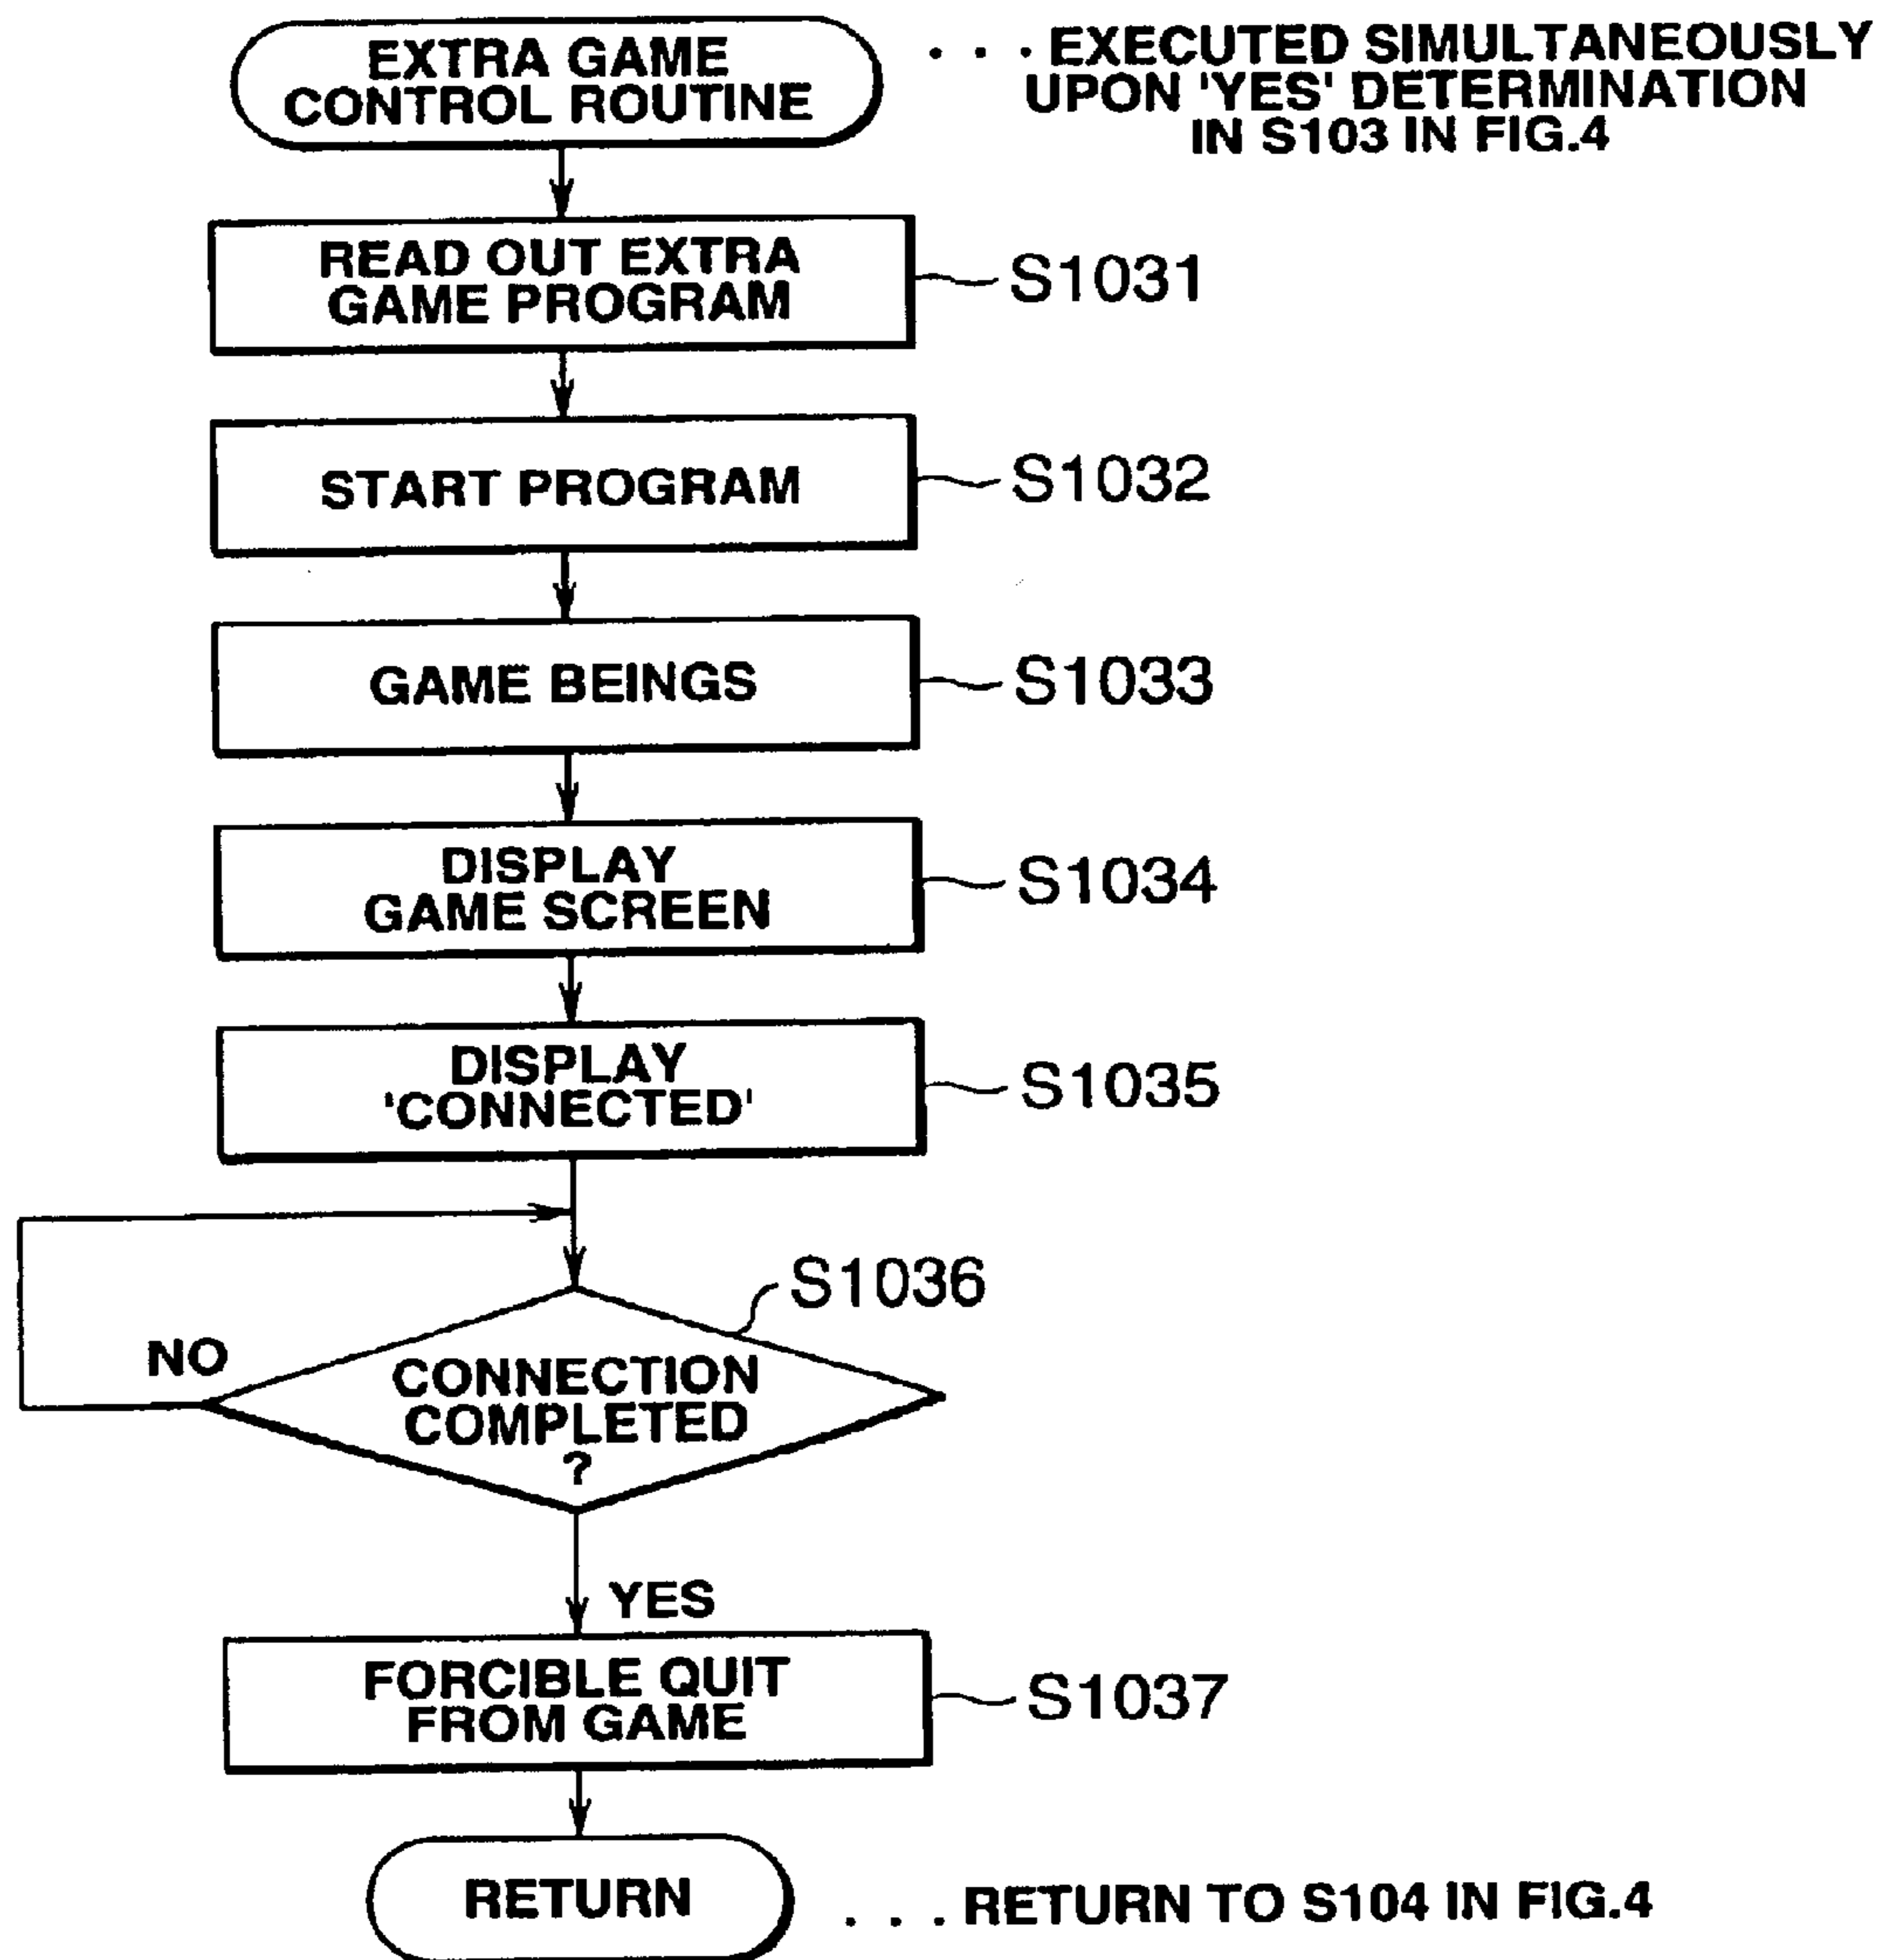 EXTRA GAME
CONTROL ROUTINE
. . . EXECUTED SIMULTANEOUSLY
UPON 'YES' DETERMINATION
IN S103 IN FIG.4
READ OUT EXTRA
GAME PROGRAM
S1031
START PROGRAM
S1032
GAME BEINGS
S1033
DISPLAY
GAME SCREEN
S1034
DISPLAY
'CONNECTED'
S1035
S1036
NO
CONNECTION
COMPLETED
?
YES
FORCIBLE QUIT
FROM GAME
S1037
RETURN
. . . RETURN TO S104 IN FIG.4